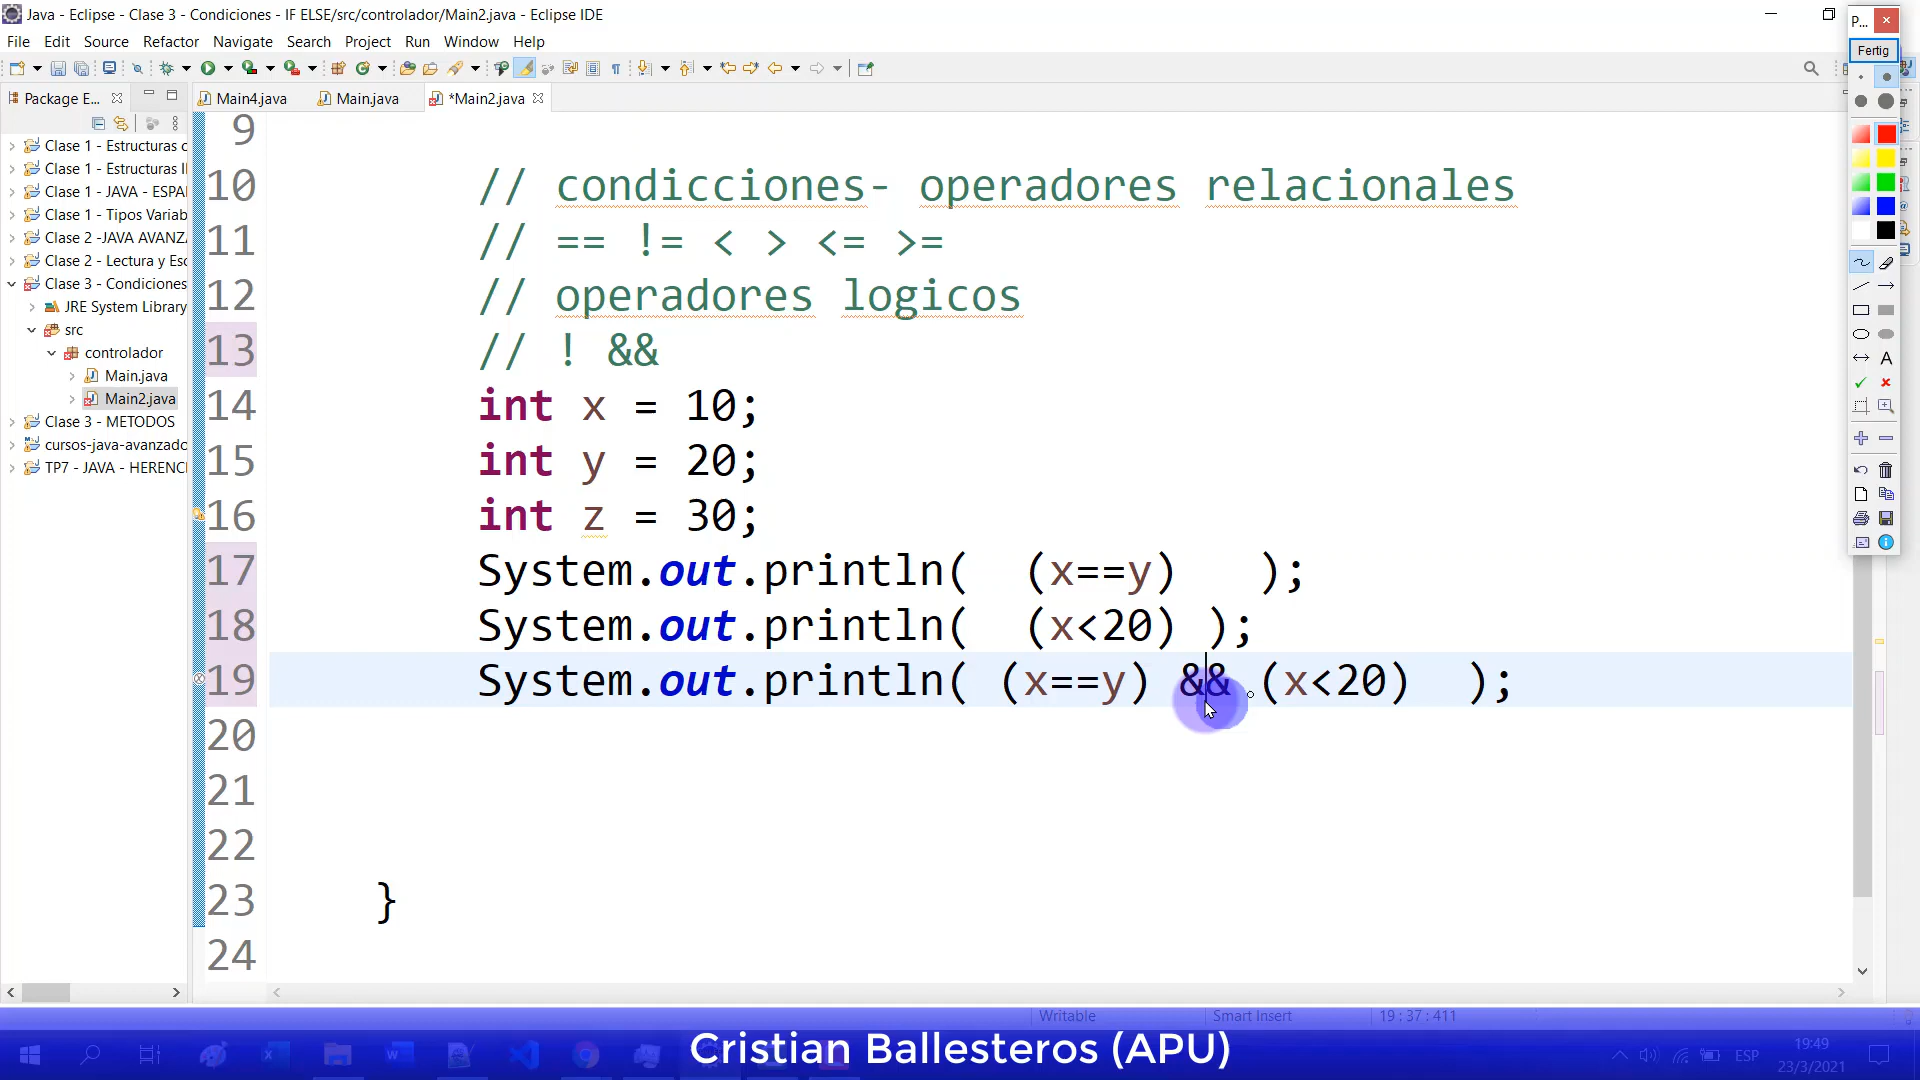 Java - Eclipse - Clase 3 - Condiciones - IF ELSE/src/controlador/Main2.java - Eclipse IDE
P...
File Edit Source Refactor Navigate Search Project Run Window Help
Fertig
Package E...
Main4.java Main.java *Main2.java
Clase 1 - Estructuras c
Clase 1 - Estructuras I
Clase 1 - JAVA - ESPA
Clase 1 - Tipos Variab
Clase 2 -JAVA AVANZ
Clase 2 - Lectura y Esc
Clase 3 - Condiciones
JRE System Library
src
controlador
Main.java
Main2.java
Clase 3 - METODOS
cursos-java-avanzado
TP7 - JAVA - HERENC
9
10 // condicciones- operadores relacionales
11 // == != < > <= >=
12 // operadores logicos
13 // ! &&
14 int x = 10;
15 int y = 20;
16 int z = 30;
17 System.out.println( (x==y) );
18 System.out.println( (x<20) );
19 System.out.println( (x==y) && (x<20) );
20
21
22
23 }
24
Writable Smart Insert 19 : 37 : 411
Cristian Ballesteros (APU)
ESP
19:49
23/3/2021